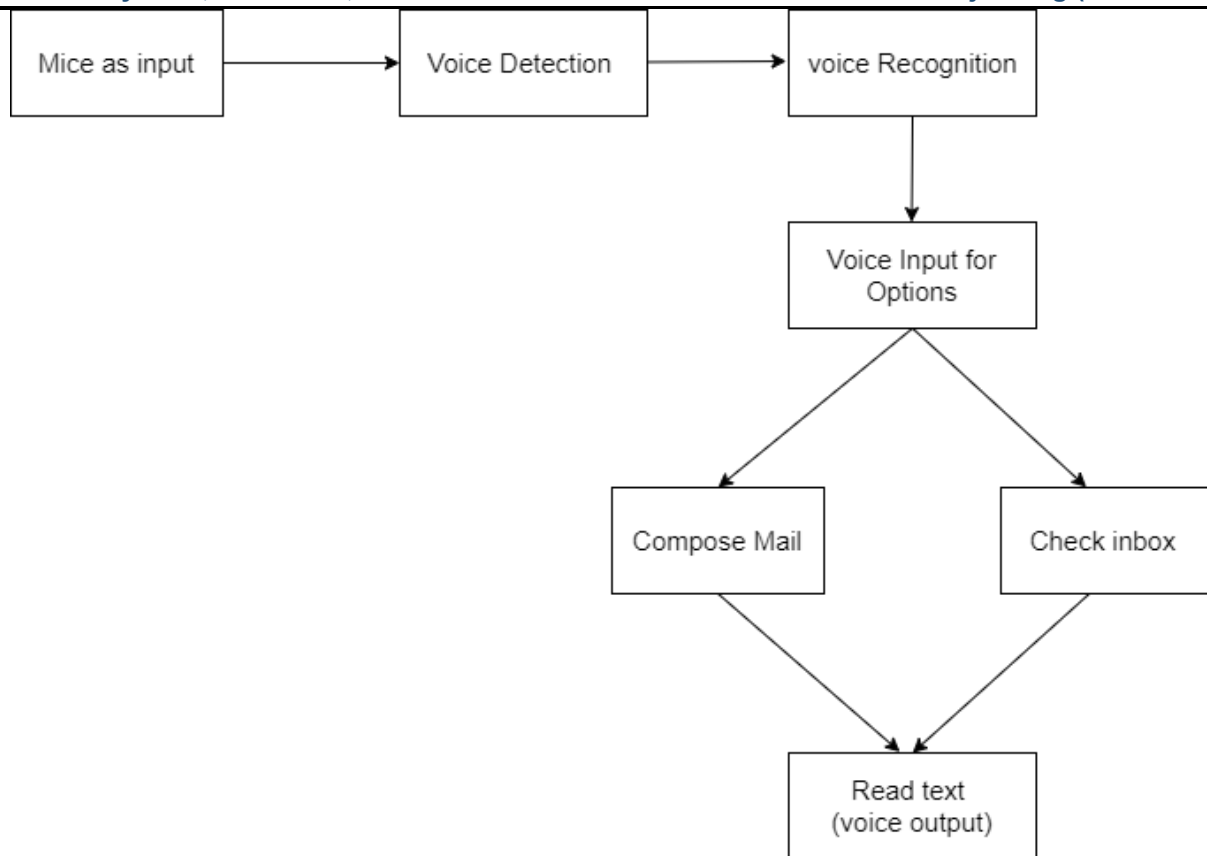 Mice as input
Voice Detection
voice Recognition
Voice Input for
Options
Compose Mail
Check inbox
Read text
(voice output)